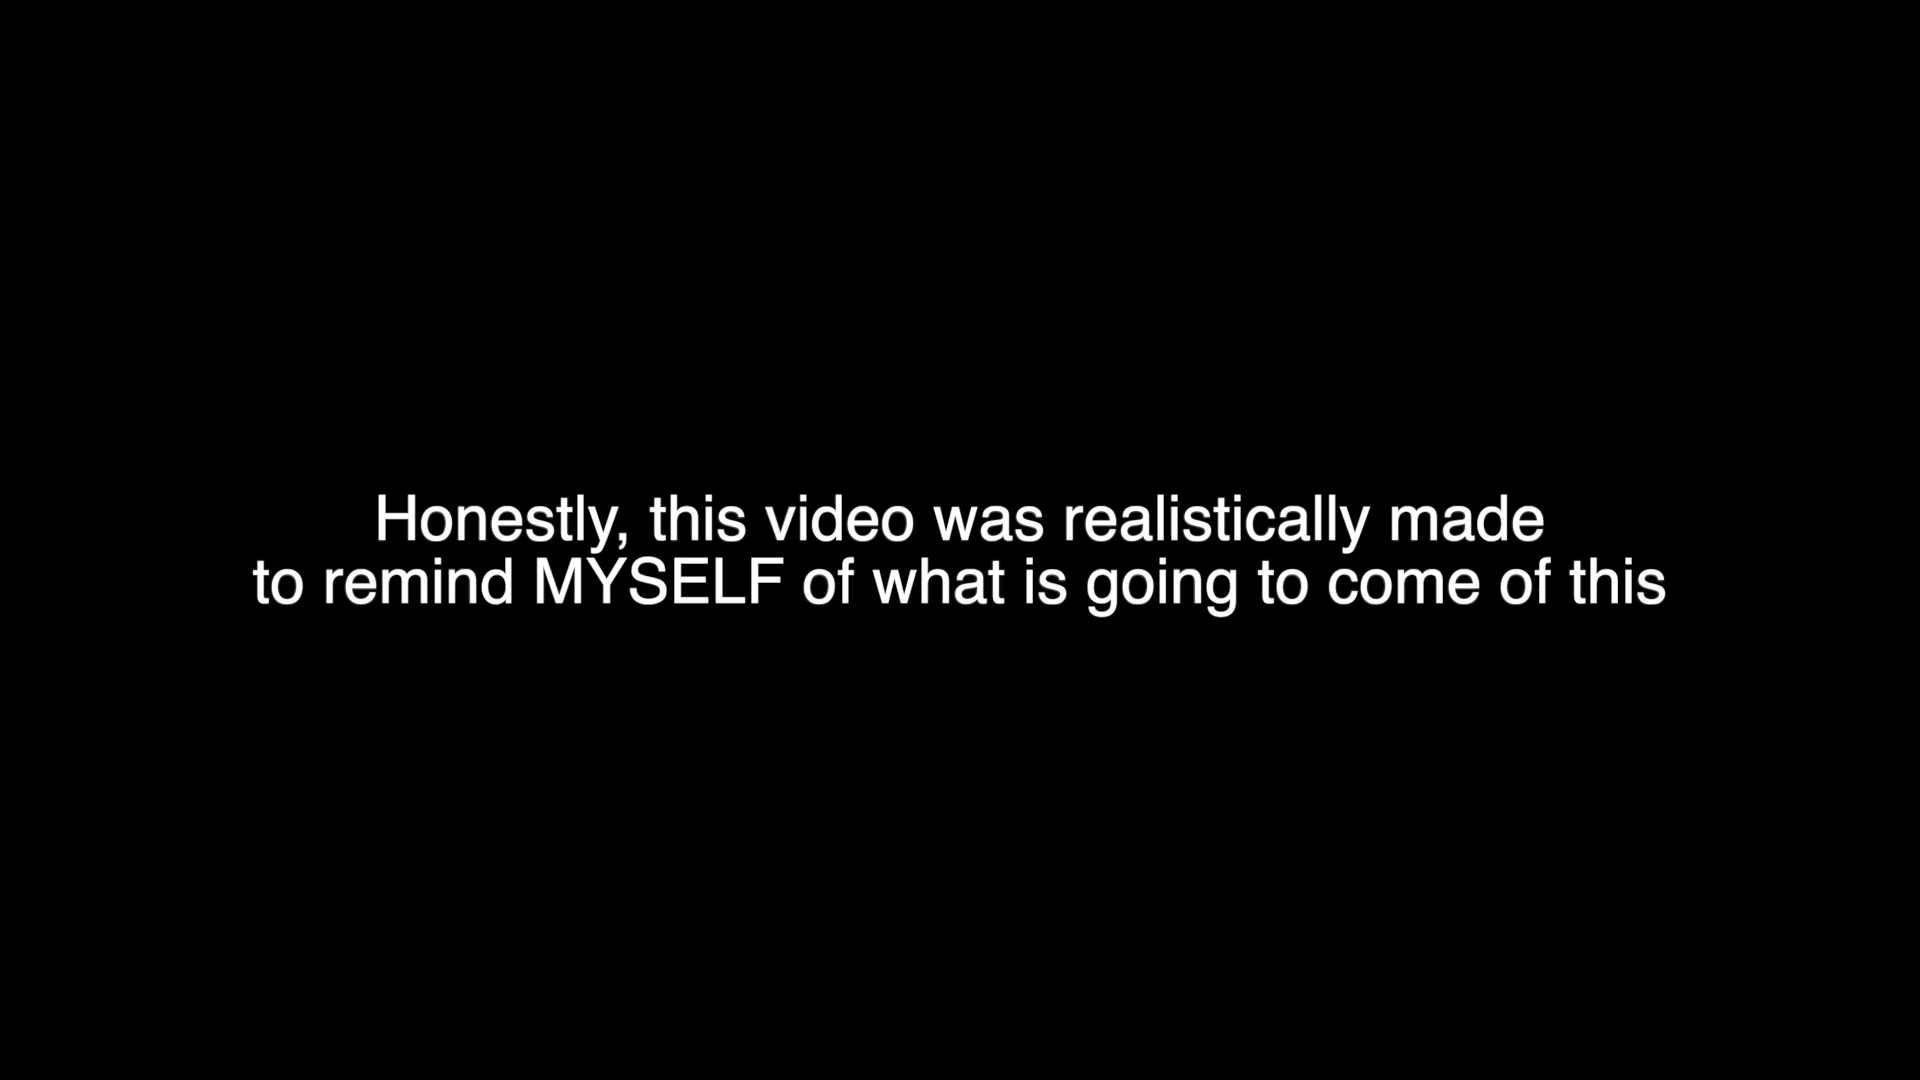 Honestly, this video was realistically made
to remind MYSELF of what is going to come of this